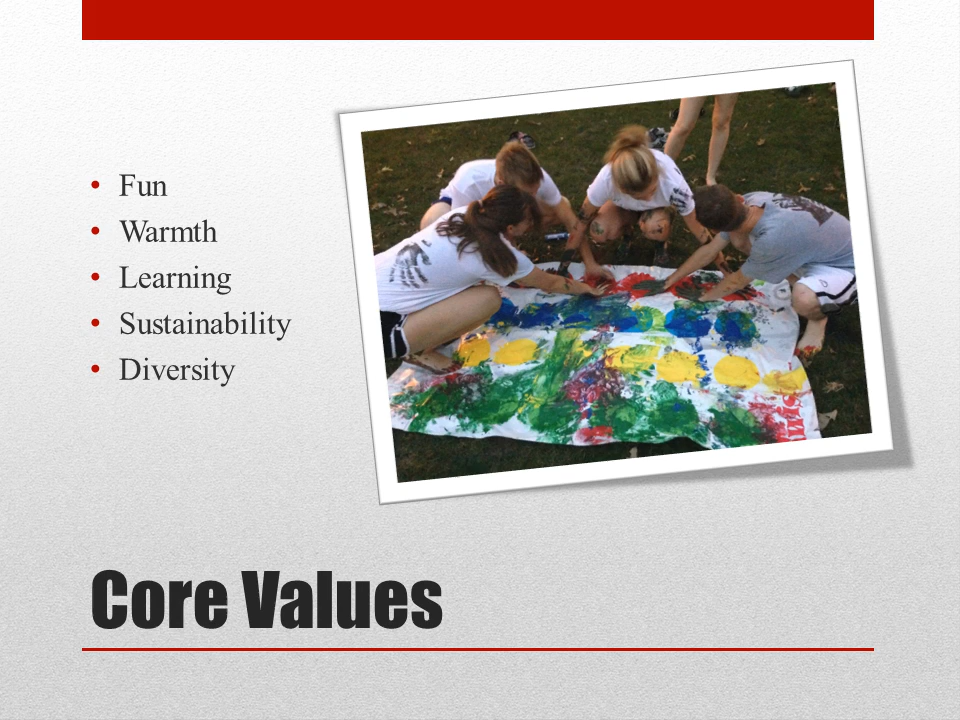 • Fun
• Warmth
• Learning
• Sustainability
• Diversity
Core Values